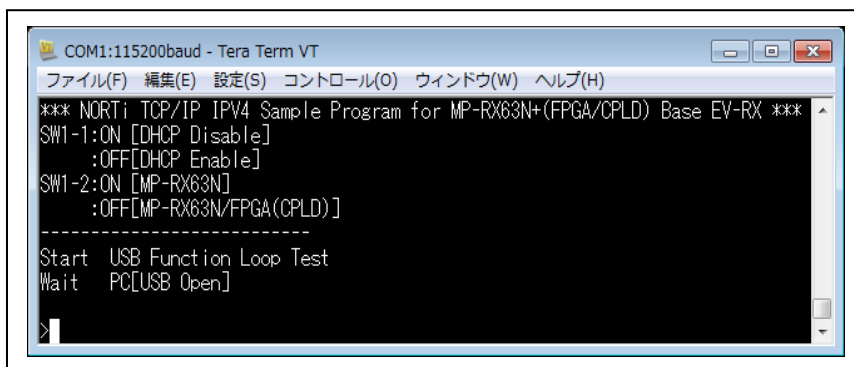 COM1:115200baud - Tera Term VT
ファイル(F) 編集(E) 設定(S) コントロール(O) ウィンドウ(W) ヘルプ(H)
*** NORTi TCP/IP IPV4 Sample Program for MP-RX63N+(FPGA/CPLD) Base EV-RX ***
SW1-1:ON [DHCP Disable]
:OFF[DHCP Enable]
SW1-2:ON [MP-RX63N]
:OFF[MP-RX63N/FPGA(CPLD)]
---------------------------
Start USB Function Loop Test
Wait PC[USB Open]
>